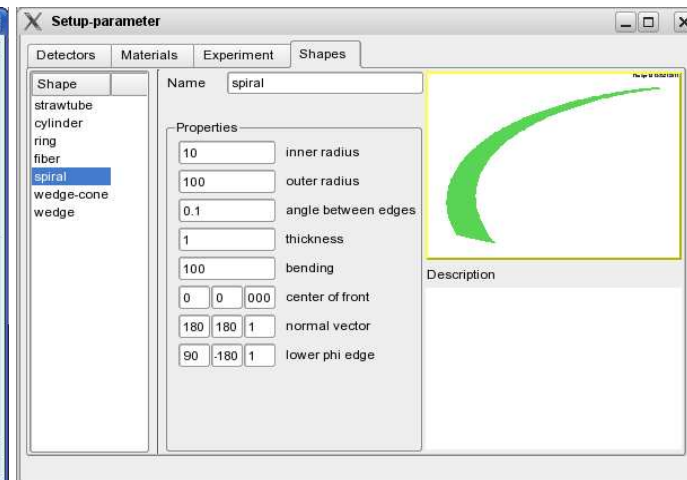 Setup-parameter
Detectors Materials Experiment Shapes
Shape
strawtube
cylinder
ring
fiber
spiral
wedge-cone
wedge
Name spiral
Properties
10 inner radius
100 outer radius
0.1 angle between edges
1 thickness
100 bending
0 0 000 center of front
180 180 1 normal vector
90 -180 1 lower phi edge
Description